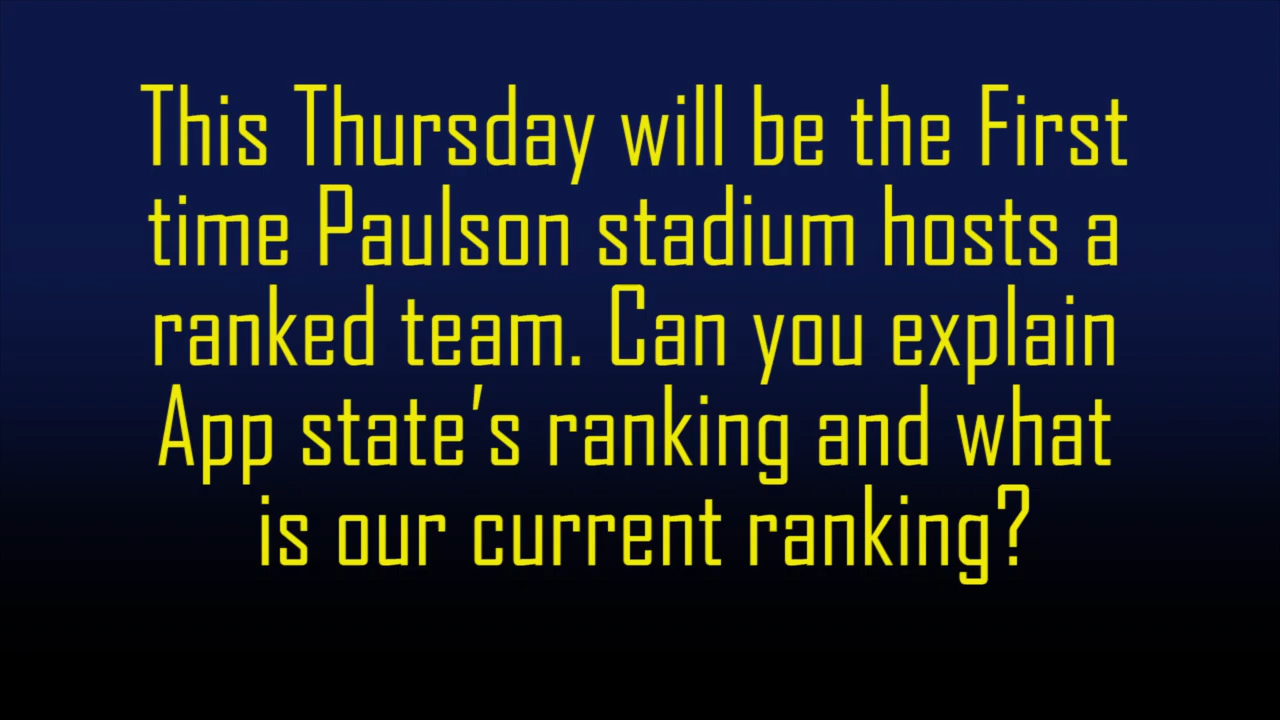 This Thursday will be the First
time Paulson stadium hosts a
ranked team. Can you explain
App state's ranking and what
is our current ranking?